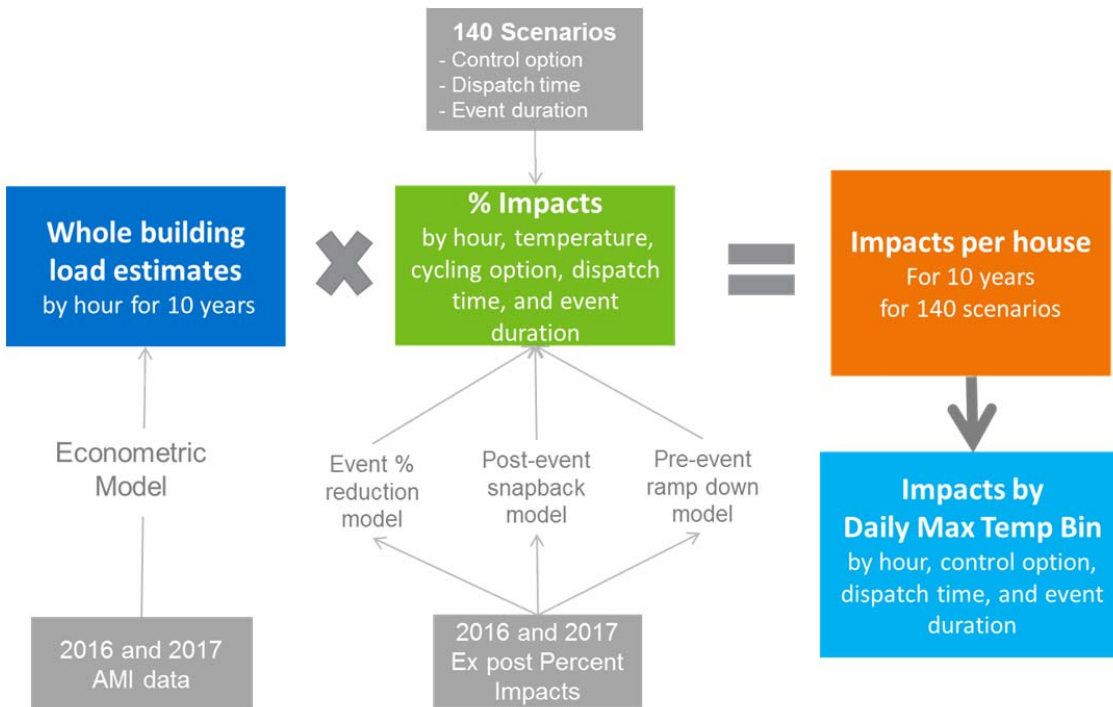 140 Scenarios
- Control option
- Dispatch time
- Event duration
Whole building
load estimates
by hour for 10 years
% Impacts
by hour, temperature,
cycling option, dispatch
time, and event
duration
Impacts per house
For 10 years
for 140 scenarios
Econometric
Model
Event %
reduction
model
Post-event
snapback
model
Pre-event
ramp down
model
Impacts by
Daily Max Temp Bin
by hour, control option,
dispatch time, and event
duration
2016 and 2017
AMI data
2016 and 2017
Ex post Percent
Impacts